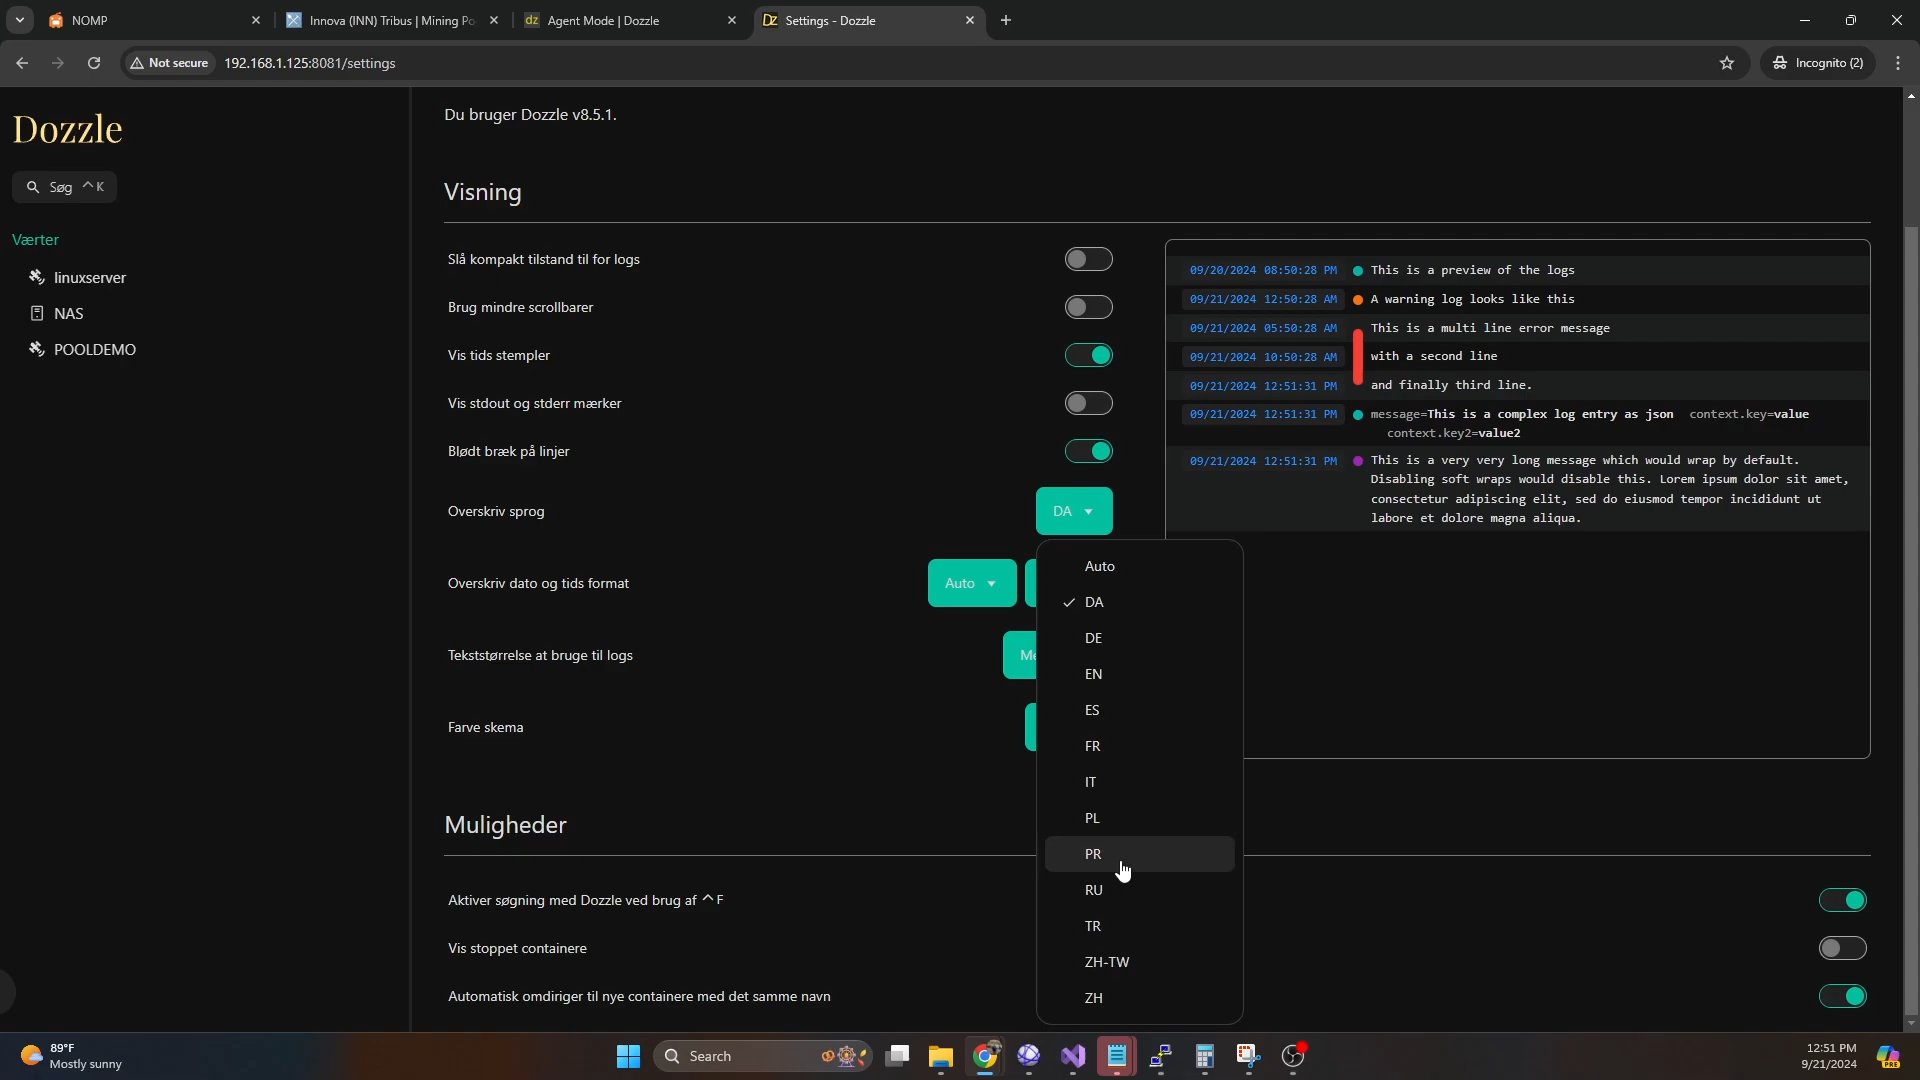 NOMP
Innova (INN) Tribus | Mining Po
Agent Mode | Dozzle
Settings - Dozzle
Not secure
192.168.1.125:8081/settings
Incognito (2)
Dozzle
Søg ^K
Værter
linuxserver
NAS
POOLDEMO
Du bruger Dozzle v8.5.1.
Visning
Slå kompakt tilstand til for logs
Brug mindre scrollbarer
Vis tids stempler
Vis stdout og stderr mærker
Blødt bræk på linjer
Overskriv sprog
DA
Overskriv dato og tids format
Auto
Tekststørrelse at bruge til logs
Me
Farve skema
Auto
DA
DE
EN
ES
FR
IT
PL
PR
RU
TR
ZH-TW
ZH
09/20/2024 08:50:28 PM This is a preview of the logs
09/21/2024 12:50:28 AM A warning log looks like this
09/21/2024 05:50:28 AM This is a multi line error message
09/21/2024 10:50:28 AM with a second line
09/21/2024 12:51:31 PM and finally third line.
09/21/2024 12:51:31 PM message=This is a complex log entry as json context.key=value
context.key2=value2
09/21/2024 12:51:31 PM This is a very very long message which would wrap by default.
Disabling soft wraps would disable this. Lorem ipsum dolor sit amet,
consectetur adipiscing elit, sed do eiusmod tempor incididunt ut
labore et dolore magna aliqua.
Muligheder
Aktiver søgning med Dozzle ved brug af ^F
Vis stoppet containere
Automatisk omdiriger til nye containere med det samme navn
89°F
Mostly sunny
Search
12:51 PM
9/21/2024
PRE